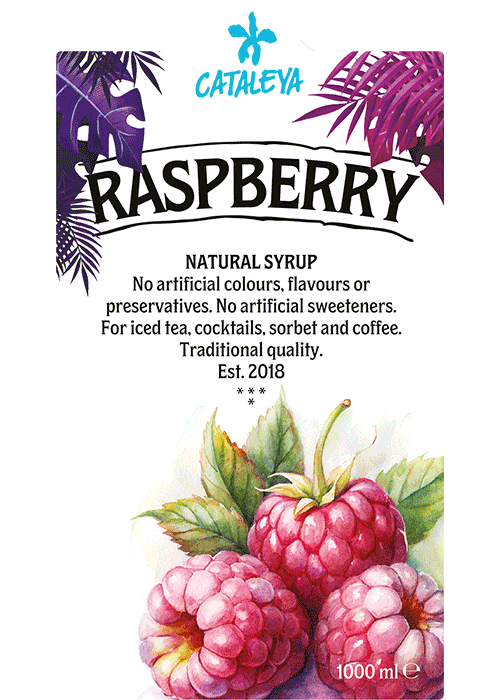 CATALEYA
RASPBERRY
NATURAL SYRUP
No artificial colours, flavours or
preservatives. No artificial sweeteners.
For iced tea, cocktails, sorbet and coffee.
Traditional quality.
Est. 2018
* * *
*
1000 ml ℮